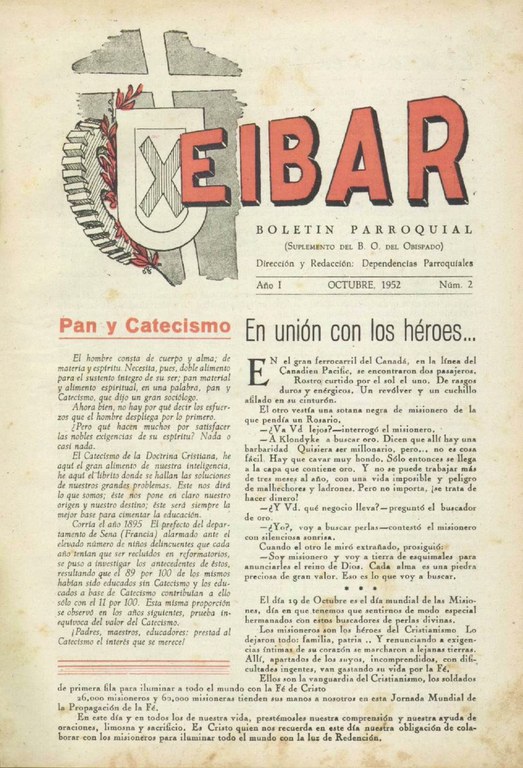 EIBAR
BOLETIN PARROQUIAL
(SUPLEMENTO DEL B. O. DEL OBISPADO)
Dirección y Redacción: Dependencias Parroquiales
Año I OCTUBRE, 1952 Núm. 2
Pan y Catecismo
El hombre consta de cuerpo y alma; de
materia y espíritu. Necesita, pues, doble alimento
para el sustento íntegro de su ser; pan material
y alimento espiritual, en una palabra, pan y
Catecismo, que dijo un gran sociólogo.
Ahora bien, no hay por qué decir los esfuer-
zos que el hombre despliega por lo primero.
¿Pero qué hacen muchos por satisfacer
las nobles exigencias de su espíritu? Nada o
casi nada.
El Catecismo de la Doctrina Cristiana, he
aquí el gran alimento de nuestra inteligencia,
he aquí el librito donde se hallan las soluciones
de nuestros grandes problemas. Este nos dirá
lo que somos; éste nos pone en claro nuestro
origen y nuestro destino; éste será siempre la
mejor base para cimentar la educación.
Corría el año 1895 El prefecto del depar-
tamento de Sena (Francia) alarmado ante el
elevado número de niños delincuentes que cada
año tenían que ser recluídos en reformatorios,
se puso a investigar los antecedentes de éstos,
resultando que el 89 por 100 de los mismos
habían sido educados sin Catecismo y los edu-
cados a base de Catecismo contribuían a ello
sólo con el 11 por 100. Esta misma proporción
se observó en los años siguientes, prueba in-
equívoca del valor del Catecismo.
¡Padres, maestros, educadores: prestad al
Catecismo el interés que se merece!
En unión con los héroes...
EN el gran ferrocarril del Canadá, en la línea del
Canadieu Pacific, se encontraron dos pasajeros.
Rostro curtido por el sol el uno. De rasgos
duros y enérgicos. Un revólver y un cuchillo
afilado en su cinturón.
El otro vestía una sotana negra de misionero de la
que pendía un Rosario.
—¿Va Vd lejos?—interrogó el misionero.
—A Klondyke a buscar oro. Dicen que allí hay una
barbaridad Quisiera ser millonario, pero... no es cosa
fácil. Hay que cavar muy hondo. Sólo entonces se llega
a la capa que contiene oro. Y no se puede trabajar más
de tres meses al año, con una vida imposible y peligro
de malhechores y ladrones. Pero no importa, ¡se trata de
hacer dinero!
—¿Y Vd. qué negocio lleva?—preguntó el buscador
de oro.
—¿Yo?, voy a buscar perlas—contestó el misionero
con silenciosa sonrisa.
Cuando el otro le miró extrañado, prosiguió:
—Soy misionero y voy a tierra de esquimales para
anunciarles el reino de Dios. Cada alma es una piedra
preciosa de gran valor. Eso es lo que voy a buscar.
* * *
El día 19 de Octubre es el día mundial de las Misio-
nes, día en que tenemos que sentirnos de modo especial
hermanados con estos buscadores de perlas divinas.
Los misioneros son los héroes del Cristianismo Lo
dejaron todo: familia, patria .. Y renunciando a exigen-
cias íntimas de su corazón se marcharon a lejanas tierras.
Allí, apartados de los suyos, incomprendidos, con difi-
cultades ingentes, van gastando su vida por la Fé.
Ellos son la vanguardia del Cristianismo, los soldados
de primera fila para iluminar a todo el mundo con la Fé de Cristo
26,000 misioneros y 62,000 misioneras tienden sus manos a nosotros en esta Jornada Mundial de
la Propagación de la Fé.
En este día y en todos los de nuestra vida, prestémosles nuestra comprensión y nuestra ayuda de
oraciones, limosna y sacrificio. Es Cristo quien nos recuerda en este día nuestra obligación de cola-
borar con los misioneros para iluminar todo el mundo con la luz de Redención.